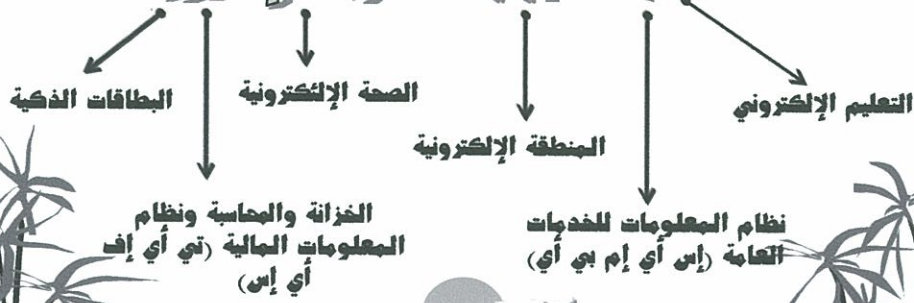 التعليم الإلكتروني
نظام المعلومات للخدمات
العامة (إس أي إم بي أي)
المنطقة الإلكترونية
الصحة الإلكترونية
الخزانة والمحاسبة ونظام
المعلومات المالية (تي أي إف
أي إس)
البطاقات الذكية